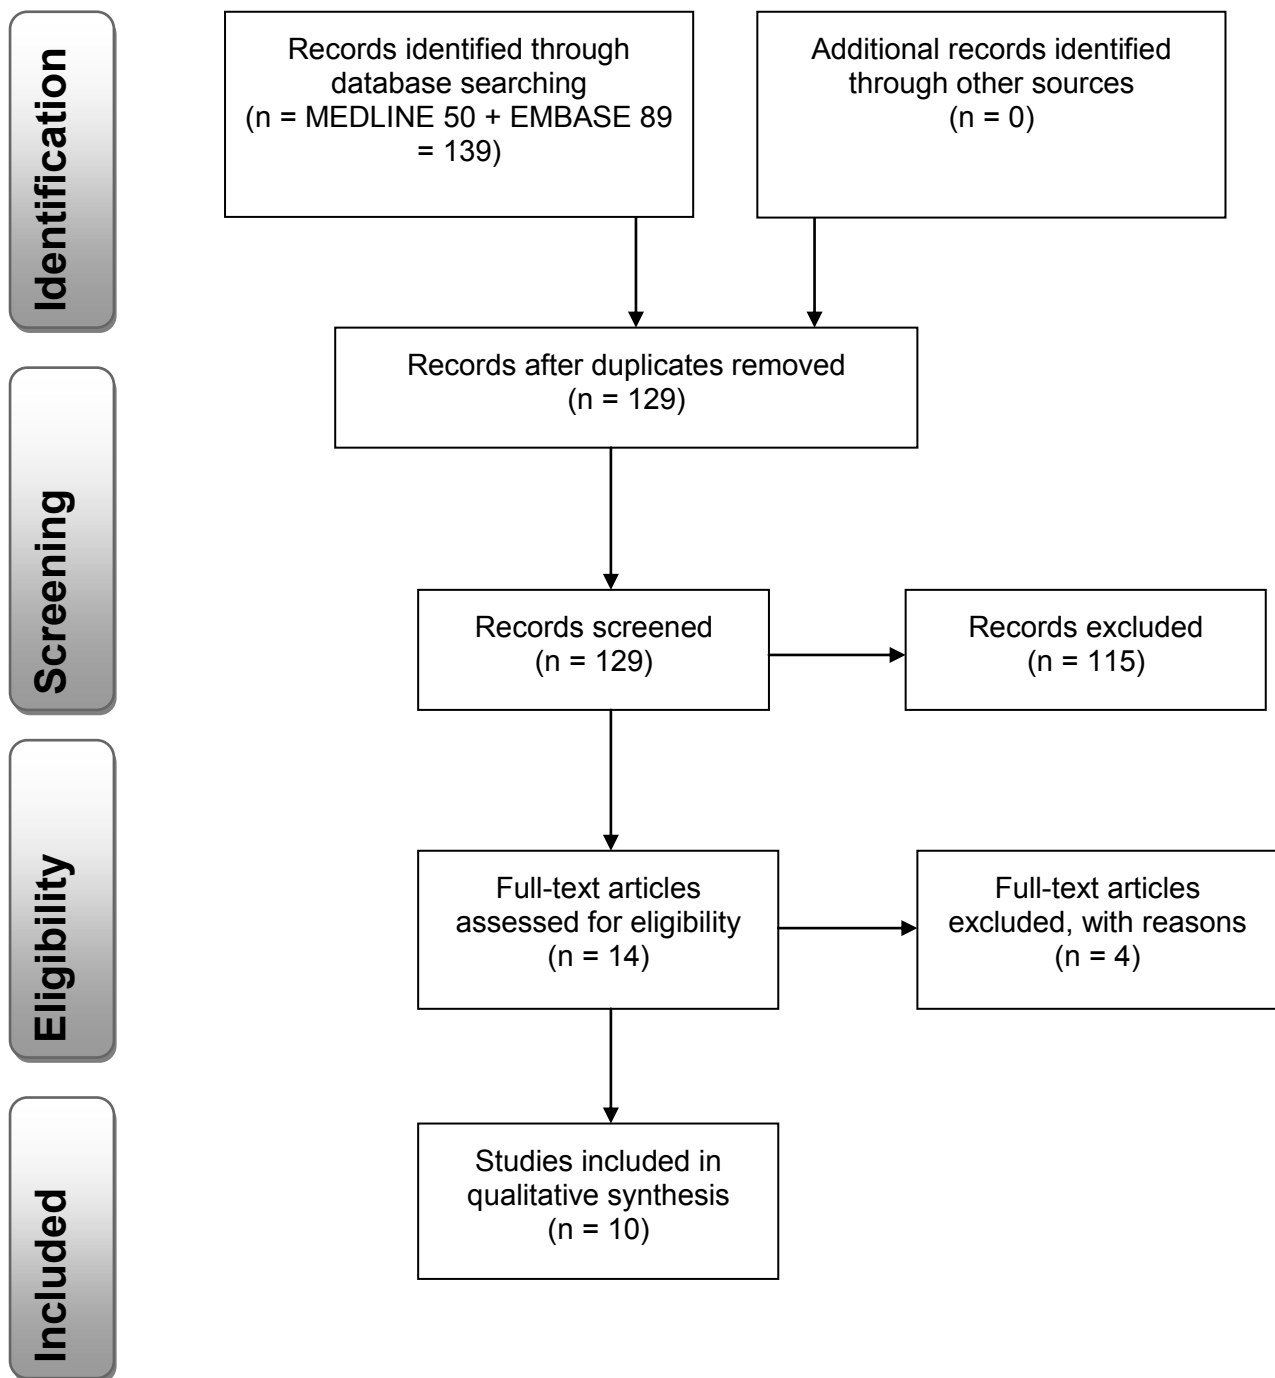 Identification
Records identified through
database searching
(n = MEDLINE 50 + EMBASE 89
= 139)
Additional records identified
through other sources
(n = 0)
Records after duplicates removed
(n = 129)
Screening
Records screened
(n = 129)
Records excluded
(n = 115)
Eligibility
Full-text articles
assessed for eligibility
(n = 14)
Full-text articles
excluded, with reasons
(n = 4)
Included
Studies included in
qualitative synthesis
(n = 10)